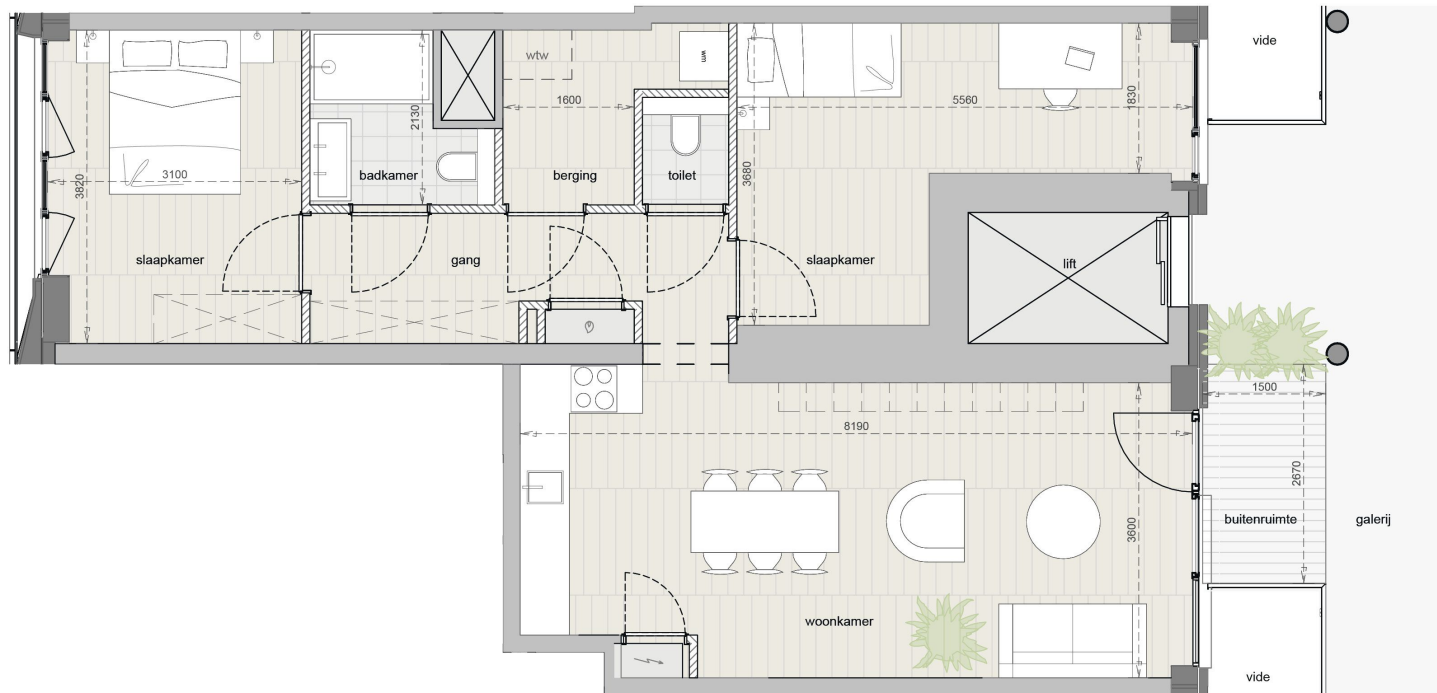 vide
wtw
wm
1600
5560
1830
2130
3820
3100
3680
badkamer
berging
toilet
slaapkamer
gang
slaapkamer
lift
1500
8190
2670
3600
buitenruimte
galerij
woonkamer
vide